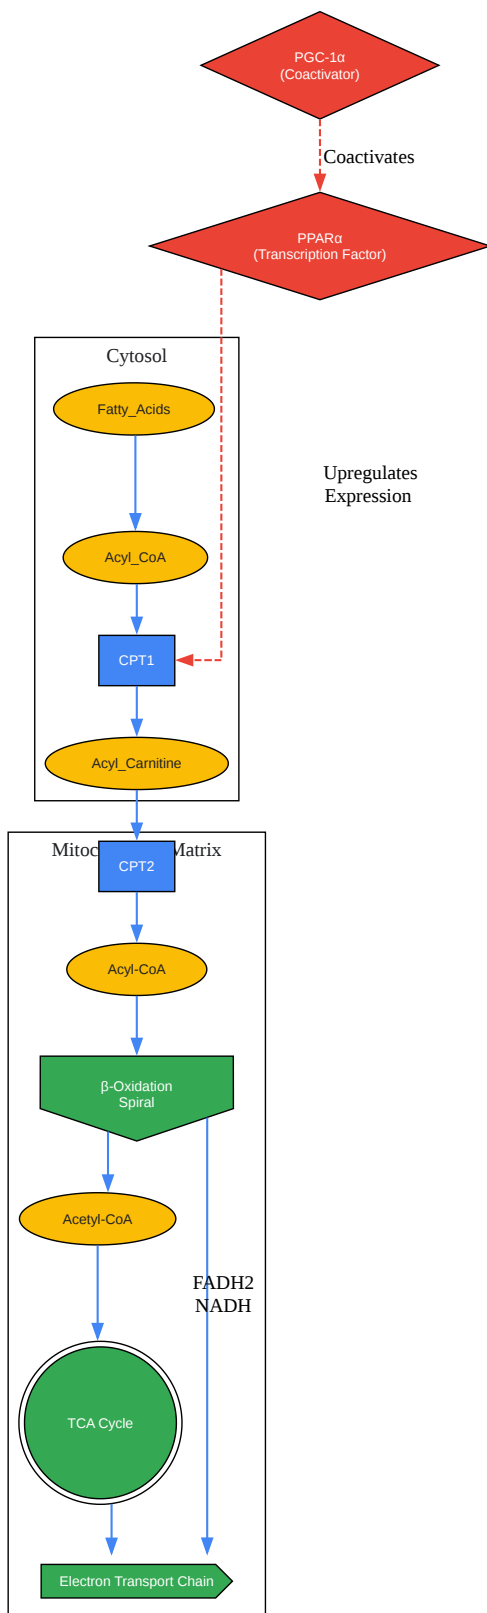 PGC-1α
(Coactivator)
Coactivates
PPARα
(Transcription Factor)
Cytosol
Fatty_Acids
Upregulates
Expression
Acyl_CoA
CPT1
Acyl_Carnitine
Matrix
CPT2
Acyl-CoA
β-Oxidation
Spiral
Acetyl-CoA
FADH2
NADH
TCA Cycle
Electron Transport Chain